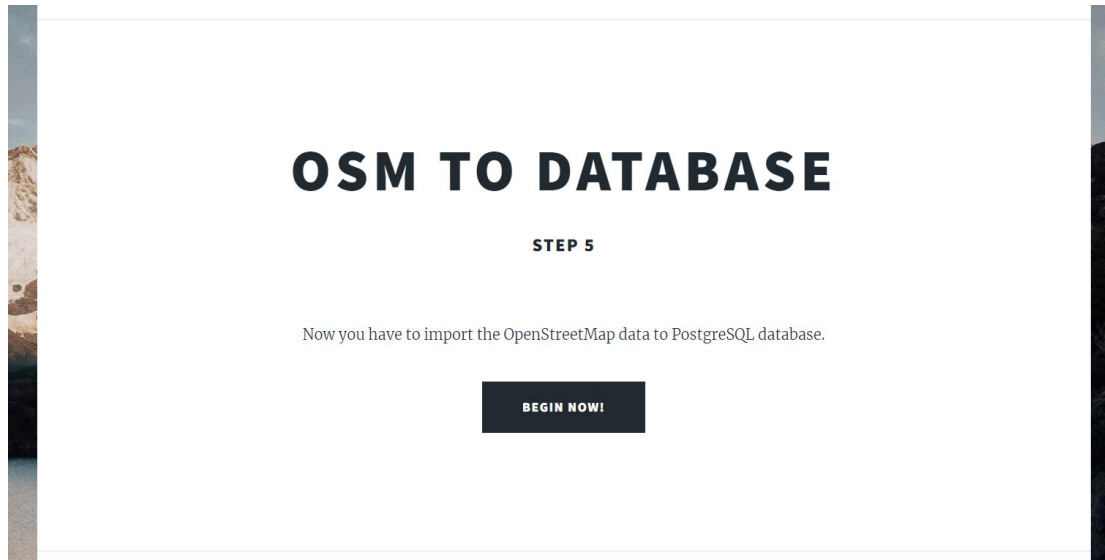 OSM TO DATABASE
STEP 5
Now you have to import the OpenStreetMap data to PostgreSQL database.
BEGIN NOW!